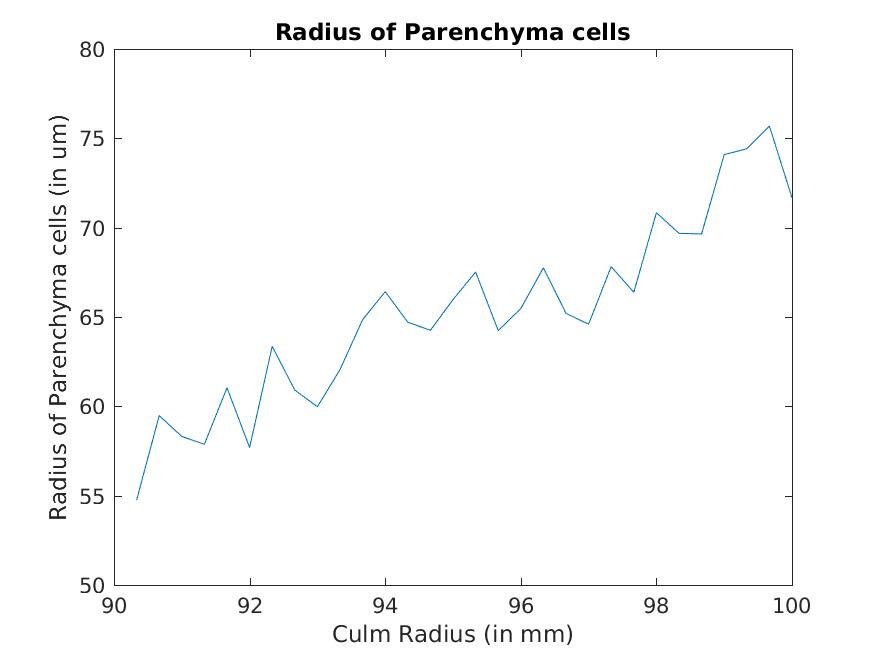 Radius of Parenchyma cells
80
75
70
65
60
55
50
Radius of Parenchyma cells (in um)
90 92 94 96 98 100
Culm Radius (in mm)